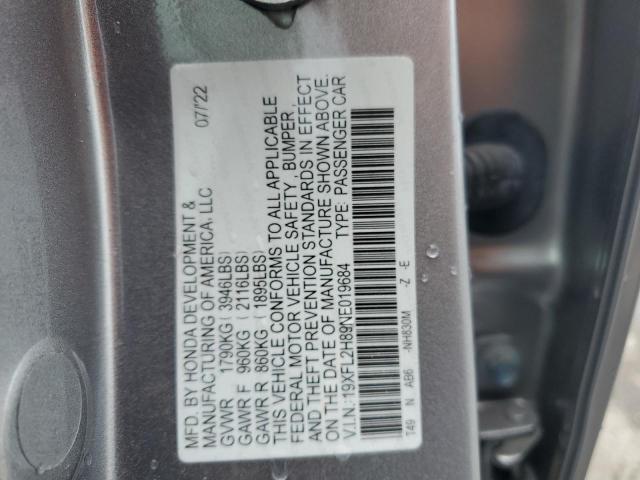 MFD. BY HONDA DEVELOPMENT & 07/'22
MANUFACTURING OF AMERICA, LLC
GVWR 1790KG ( 3946LBS)
GAWR F 960KG ( 2116LBS)
GAWR R 860KG ( 1895LBS)
THIS VEHICLE CONFORMS TO ALL APPLICABLE
FEDERAL MOTOR VEHICLE SAFETY, BUMPER,
AND THEFT PREVENTION STANDARDS IN EFFECT
ON THE DATE OF MANUFACTURE SHOWN ABOVE.
V.I.N.: 19XFL2H89NE019684 TYPE: PASSENGER CAR
T49 N AB6 -NH830M -Z -E